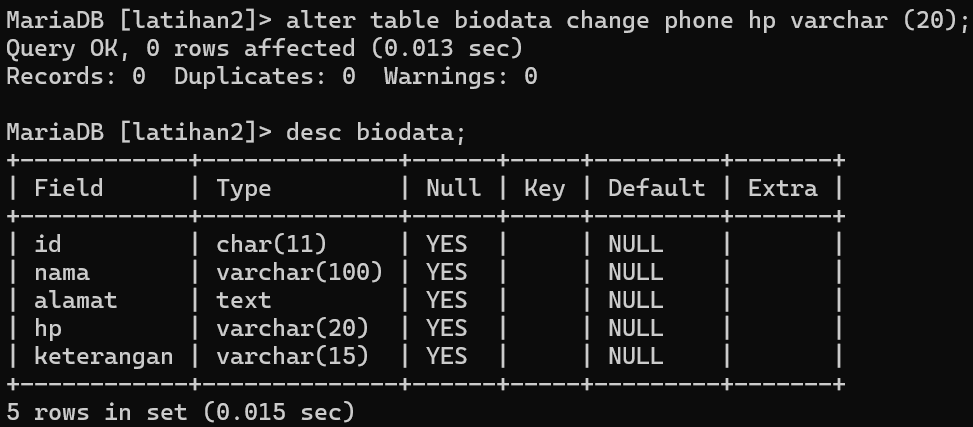 MariaDB [latihan2]> alter table biodata change phone hp varchar (20);
Query OK, 0 rows affected (0.013 sec)
Records: 0  Duplicates: 0  Warnings: 0

MariaDB [latihan2]> desc biodata;
+------------+--------------+------+-----+---------+-------+
| Field      | Type         | Null | Key | Default | Extra |
+------------+--------------+------+-----+---------+-------+
| id         | char(11)     | YES  |     | NULL    |       |
| nama       | varchar(100) | YES  |     | NULL    |       |
| alamat     | text         | YES  |     | NULL    |       |
| hp         | varchar(20)  | YES  |     | NULL    |       |
| keterangan | varchar(15)  | YES  |     | NULL    |       |
+------------+--------------+------+-----+---------+-------+
5 rows in set (0.015 sec)